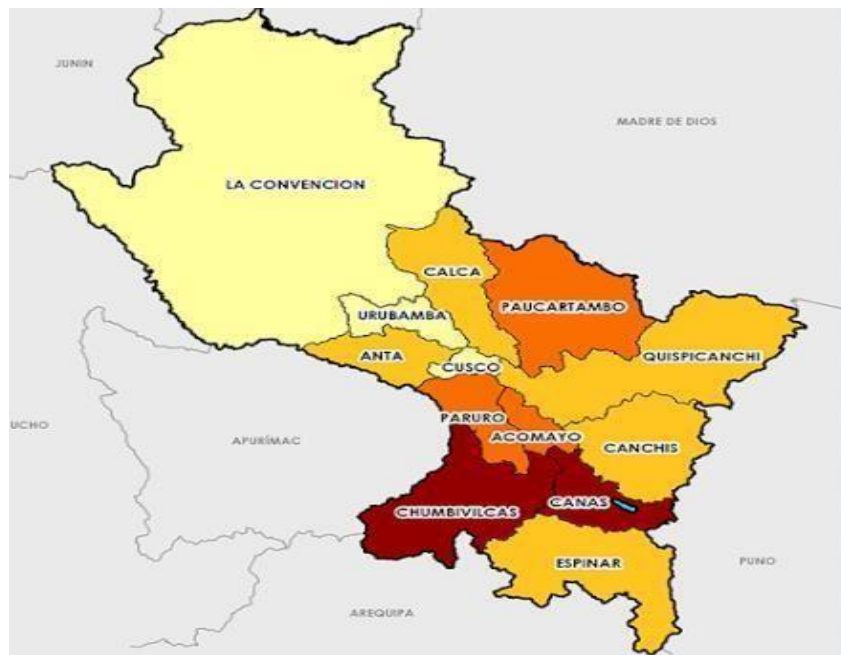 JUNIN
MADRE DE DIOS
LA CONVENCION
CALCA
PAUCARTAMBO
URUBAMBA
ANTA
CUSCO
QUISPICANCHI
PARURO
UCHO
APURÍMAC
ACOMAYO
CANCHIS
CHUMBIVILCAS
CANAS
ESPINAR
PUNO
AREQUIPA